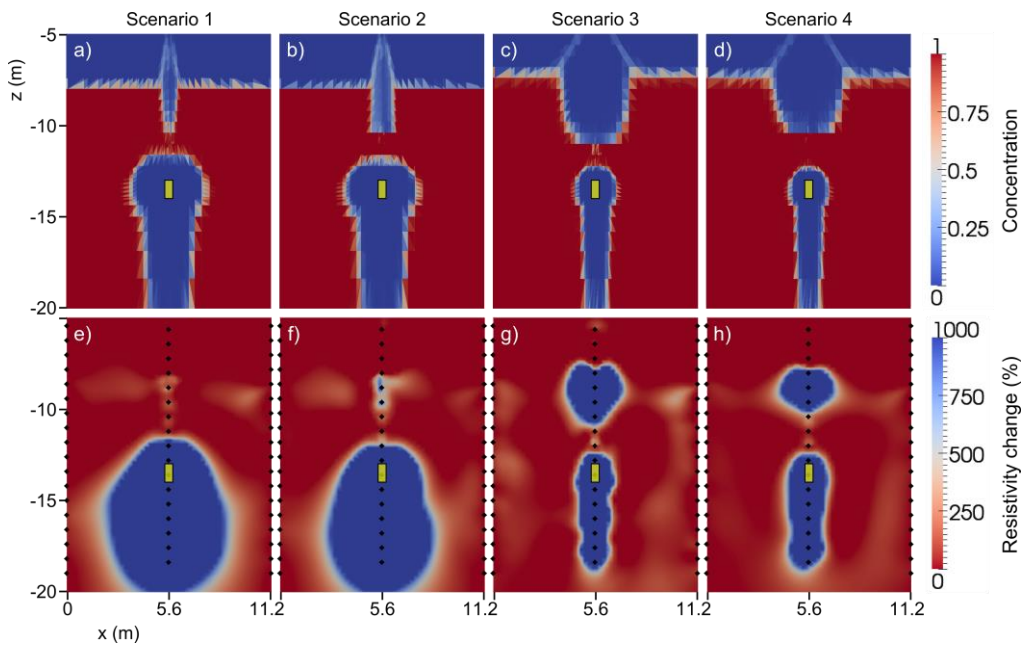 Scenario 1 Scenario 2 Scenario 3 Scenario 4
a) b) c) d)
z (m)
-5
-10
-15
-20
1
0.75
0.5
0.25
0
Concentration
e) f) g) h)
-10
-15
-20
1000
750
500
250
0
Resistivity change (%)
0 5.6 11.2 5.6 11.2 5.6 11.2 5.6 11.2
x (m)